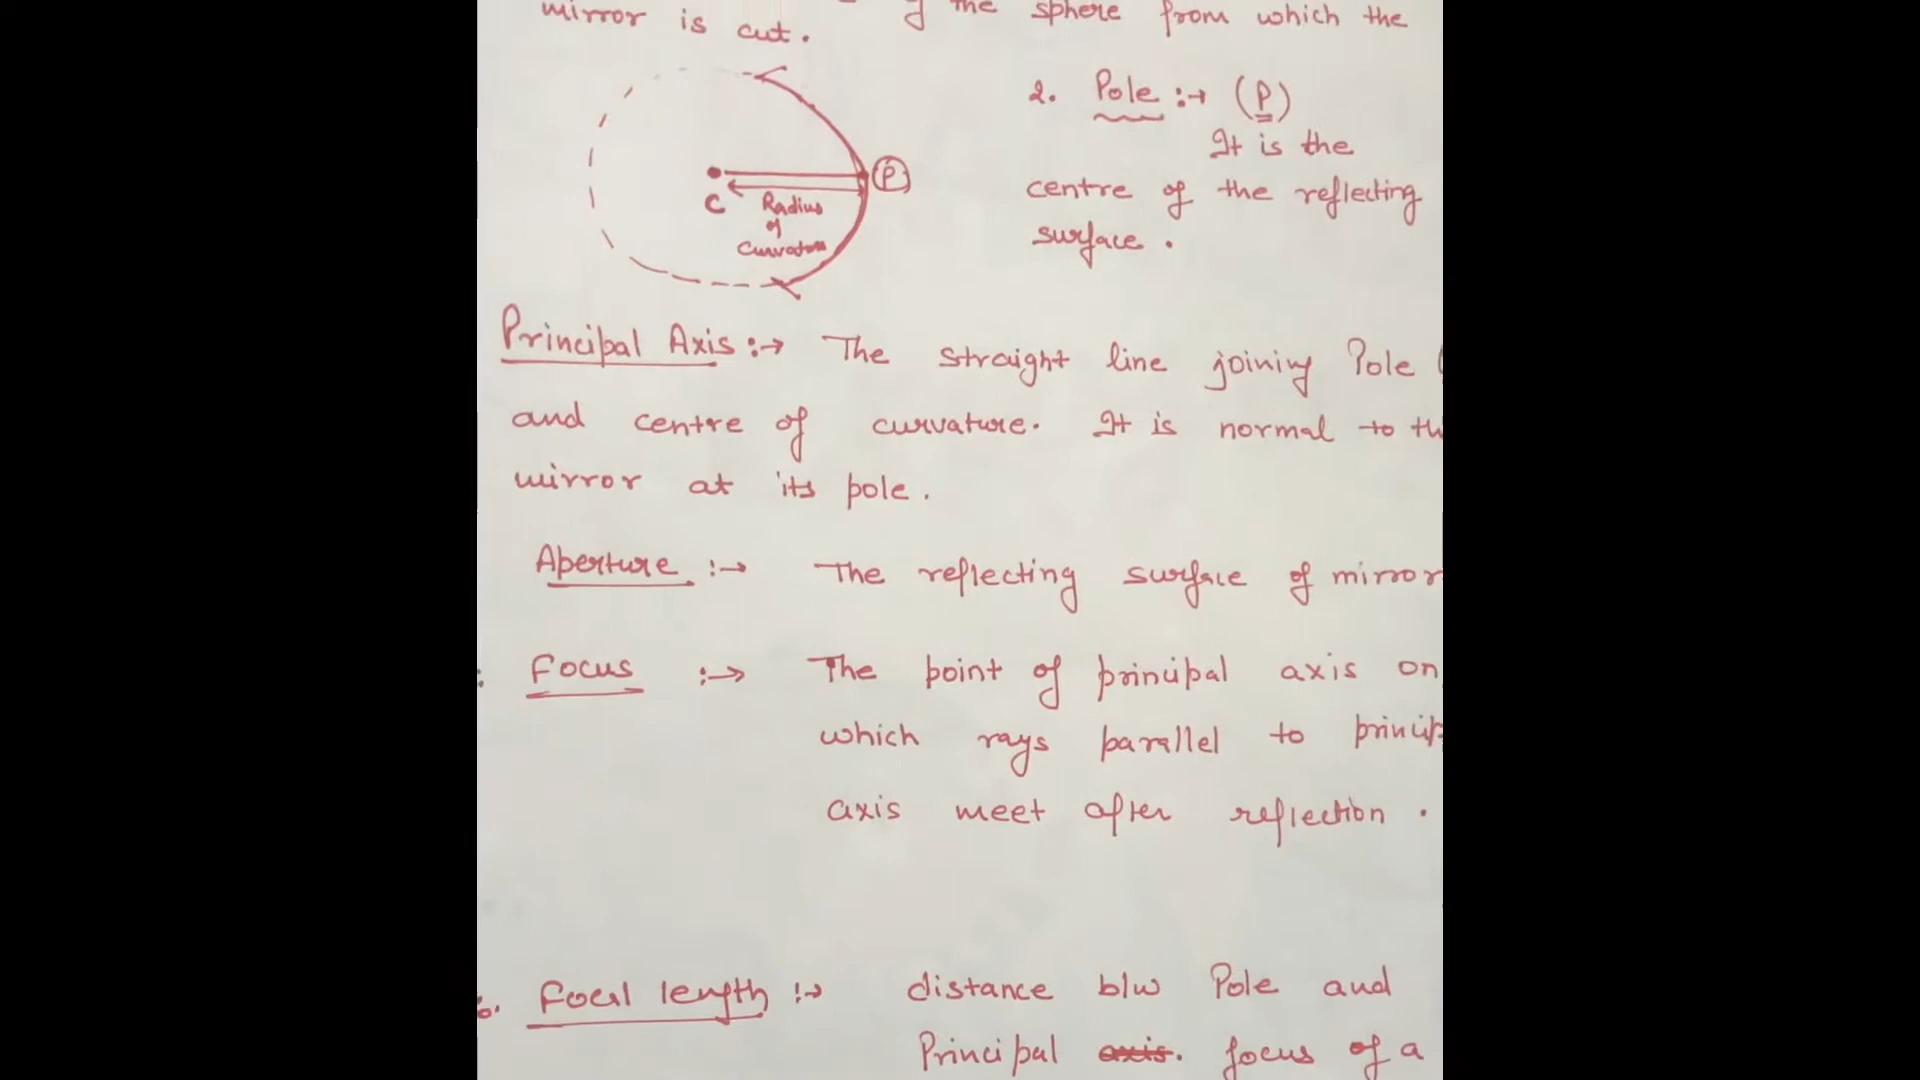 mirror is cut. of the sphere from which the
2. Pole :→ (P)
It is the
centre of the reflecting
surface.
P
C
Radius
of
Curvature
Principal Axis :→ The straight line joining Pole (
and centre of curvature. It is normal to th
mirror at its pole.
Aperture :→ The reflecting surface of mirror
: Focus :→ The point of principal axis on
which rays parallel to princip
axis meet after reflection.
6. Focal length :→ distance b/w Pole and
Principal axis. focus of a